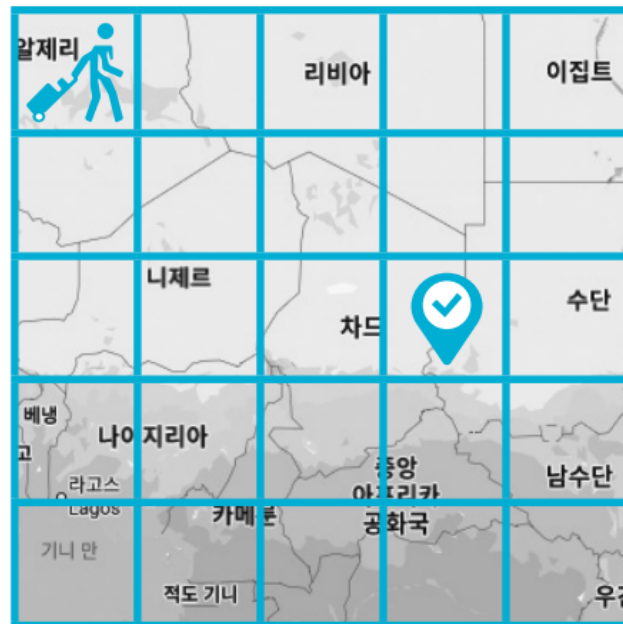 알제리
리비아
이집트
니제르
차드
수단
베냉
고
나이지리아
중앙
아프리카
공화국
남수단
라고스
Lagos
카메룬
기니 만
적도 기니
우간